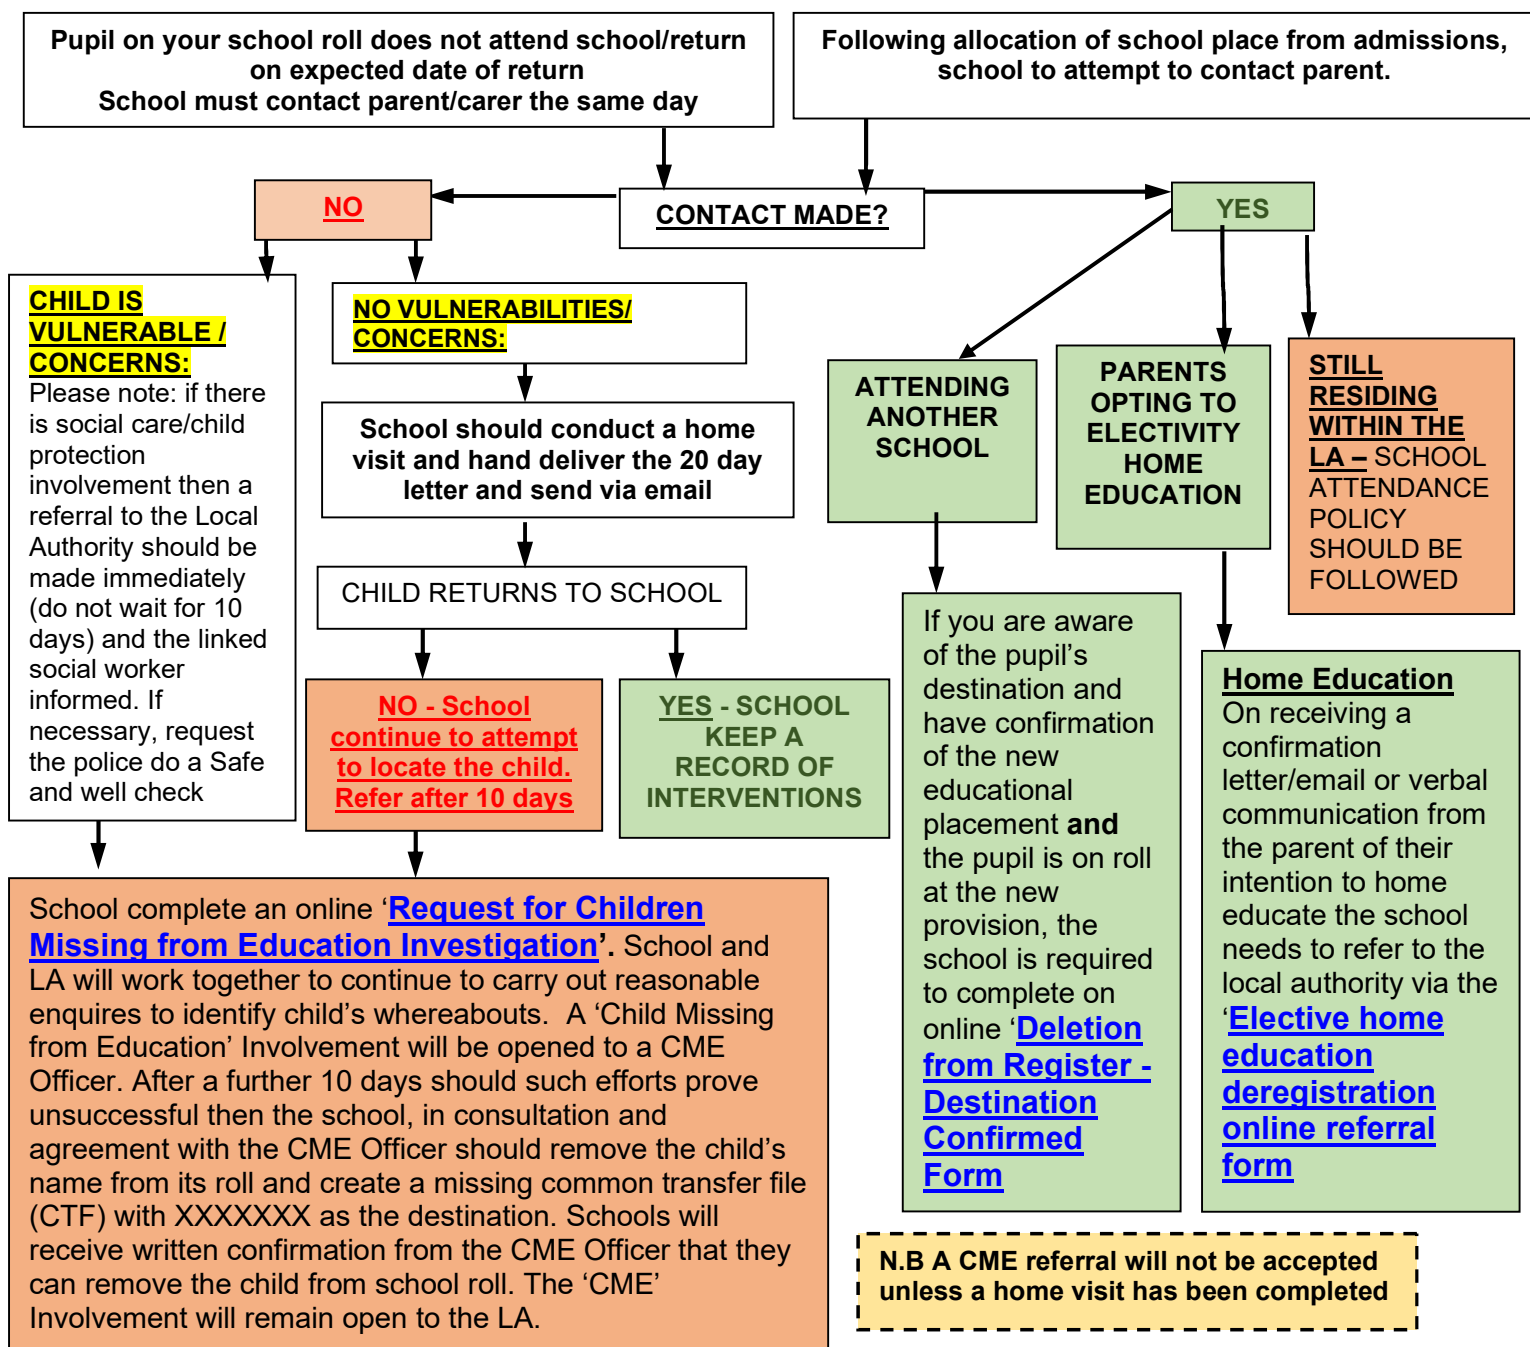 Pupil on your school roll does not attend school/return
on expected date of return
School must contact parent/carer the same day
Following allocation of school place from admissions,
school to attempt to contact parent.
NO
CONTACT MADE?
YES
CHILD IS
VULNERABLE /
CONCERNS:
Please note: if there
is social care/child
protection
involvement then a
referral to the Local
Authority should be
made immediately
(do not wait for 10
days) and the linked
social worker
informed. If
necessary, request
the police do a Safe
and well check
NO VULNERABILITIES/
CONCERNS:
School should conduct a home
visit and hand deliver the 20 day
letter and send via email
CHILD RETURNS TO SCHOOL
NO - School
continue to attempt
to locate the child.
Refer after 10 days
YES - SCHOOL
KEEP A
RECORD OF
INTERVENTIONS
ATTENDING
ANOTHER
SCHOOL
PARENTS
OPTING TO
ELECTIVITY
HOME
EDUCATION
STILL
RESIDING
WITHIN THE
LA – SCHOOL
ATTENDANCE
POLICY
SHOULD BE
FOLLOWED
If you are aware
of the pupil’s
destination and
have confirmation
of the new
educational
placement and
the pupil is on roll
at the new
provision, the
school is required
to complete on
online ‘Deletion
from Register -
Destination
Confirmed
Form
Home Education
On receiving a
confirmation
letter/email or verbal
communication from
the parent of their
intention to home
educate the school
needs to refer to the
local authority via the
‘Elective home
education
deregistration
online referral
form
School complete an online ‘Request for Children
Missing from Education Investigation’. School and
LA will work together to continue to carry out reasonable
enquires to identify child’s whereabouts.  A ‘Child Missing
from Education’ Involvement will be opened to a CME
Officer. After a further 10 days should such efforts prove
unsuccessful then the school, in consultation and
agreement with the CME Officer should remove the child’s
name from its roll and create a missing common transfer file
(CTF) with XXXXXXX as the destination. Schools will
receive written confirmation from the CME Officer that they
can remove the child from school roll. The ‘CME’
Involvement will remain open to the LA.
N.B A CME referral will not be accepted
unless a home visit has been completed